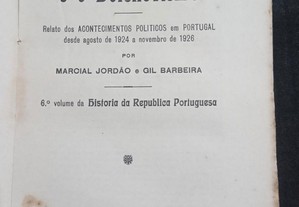 Relato dos ACONTECIMENTOS POLITICOS em PORTUGAL
desde agosto de 1924 a novembro de 1926
POR
MARCIAL JORDÃO e GIL BARBEIRA
6.º volume da Historia da Republica Portuguesa